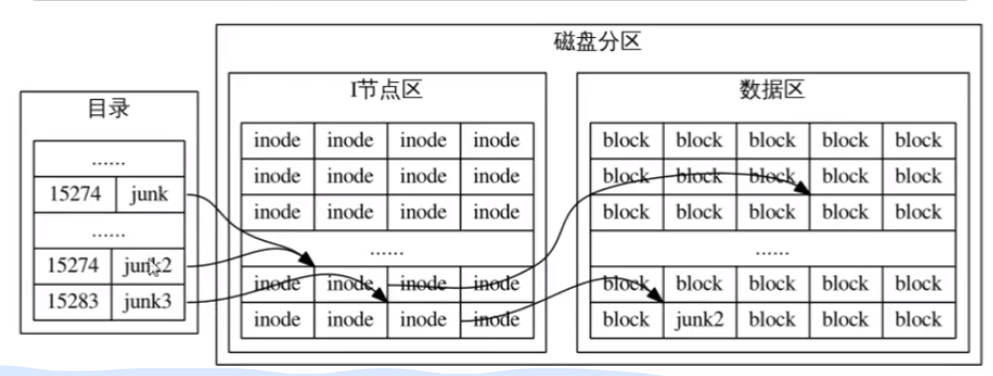 磁盘分区
目录
......
15274 junk
......
15274 junk2
15283 junk3
I节点区
inode inode inode inode
inode inode inode inode
inode inode inode inode
......
inode inode inode inode
inode inode inode inode
数据区
block block block block block
block block block block block
block block block block block
......
block block block block block
block junk2 block block block